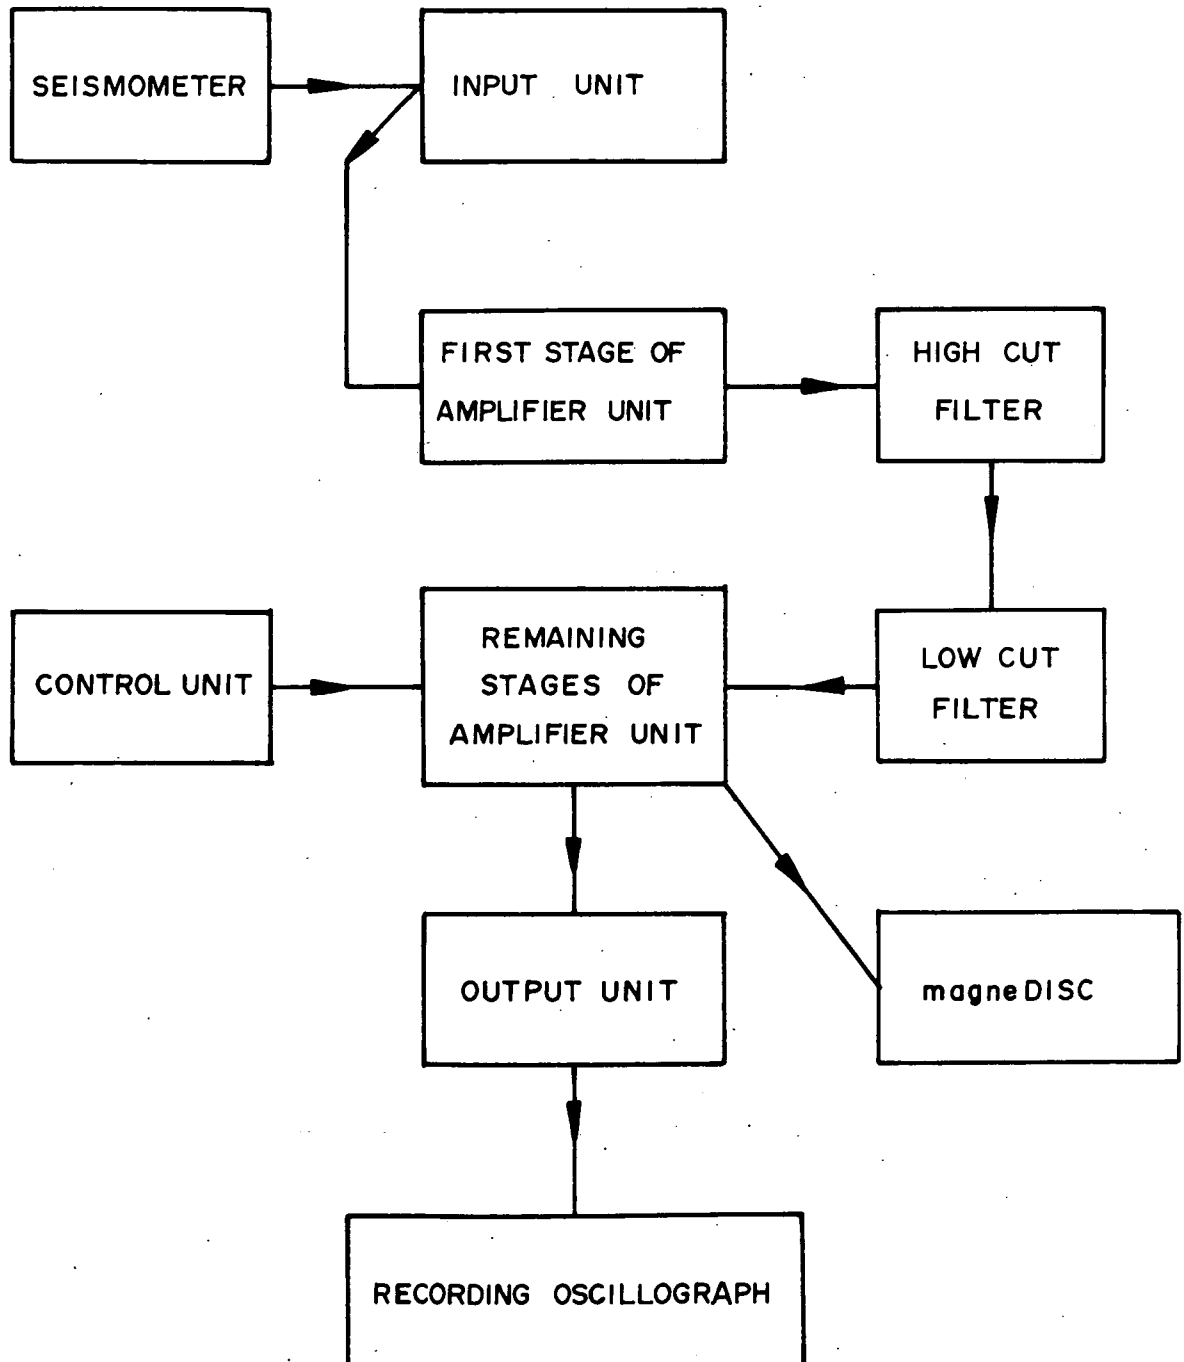 SEISMOMETER
INPUT UNIT
FIRST STAGE OF
AMPLIFIER UNIT
HIGH CUT
FILTER
CONTROL UNIT
REMAINING
STAGES OF
AMPLIFIER UNIT
LOW CUT
FILTER
OUTPUT UNIT
magneDISC
RECORDING OSCILLOGRAPH